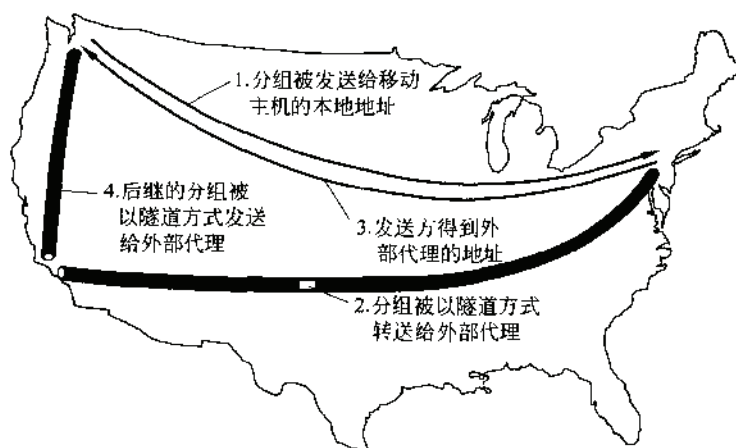 1.分组被发送给移动
主机的本地地址
4.后继的分组被
以隧道方式发送
给外部代理
3.发送方得到外
部代理的地址
2.分组被以隧道方式
转送给外部代理